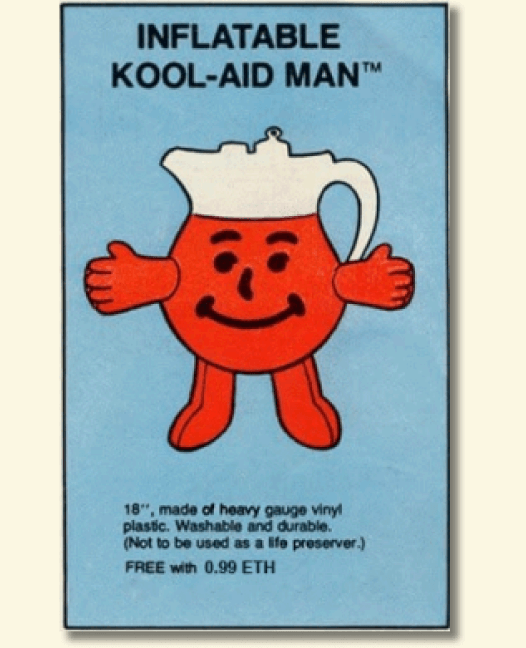 INFLATABLE
KOOL-AID MAN™
18", made of heavy gauge vinyl
plastic. Washable and durable.
(Not to be used as a life preserver.)
FREE with 0.99 ETH